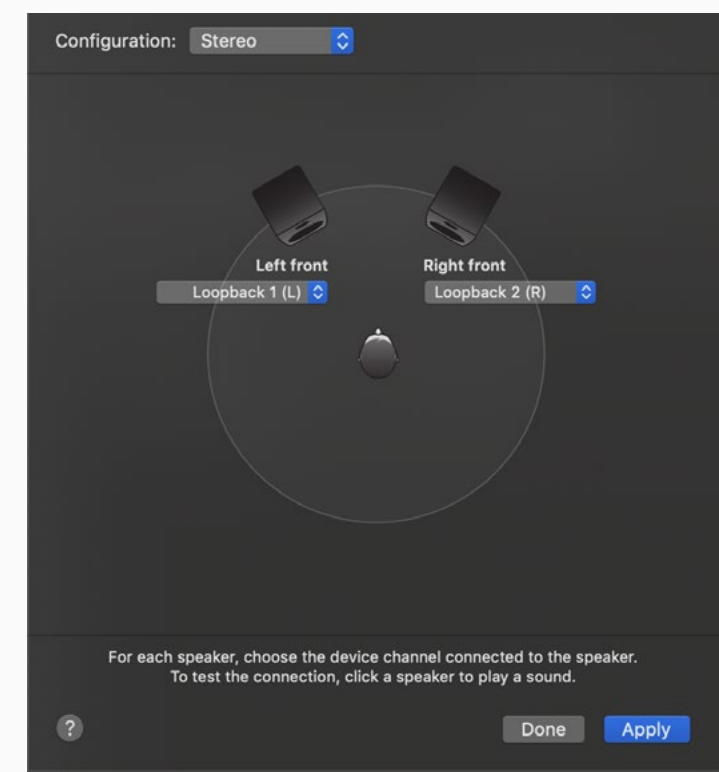 Configuration: Stereo
Left front
Right front
Loopback 1 (L)
Loopback 2 (R)
For each speaker, choose the device channel connected to the speaker.
To test the connection, click a speaker to play a sound.
?
Done
Apply